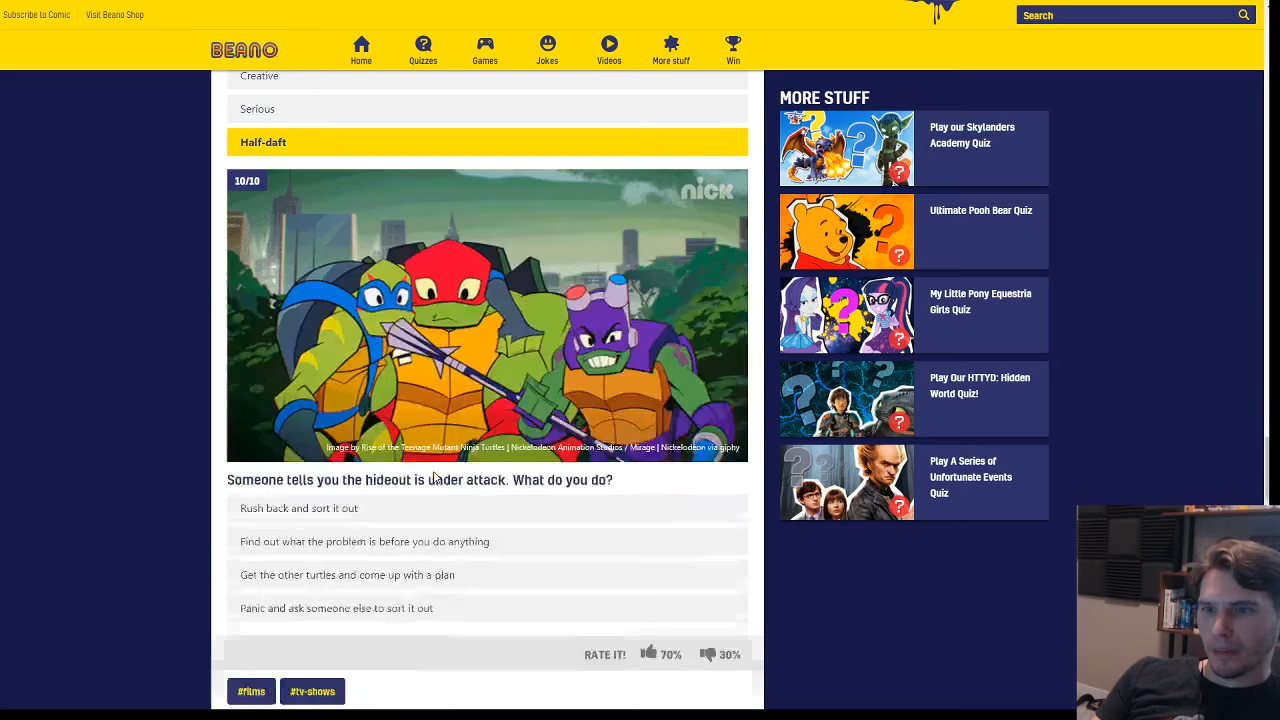 Subscribe to Comic
Visit Beano Shop
Search
BEANO
Home
Quizzes
Games
Jokes
Videos
More stuff
Win
Creative
Serious
Half-daft
10/10
nick
Image by Rise of the Teenage Mutant Ninja Turtles | Nickelodeon Animation Studios / Mirage | Nickelodeon via giphy
Someone tells you the hideout is under attack. What do you do?
Rush back and sort it out
Find out what the problem is before you do anything
Get the other turtles and come up with a plan
Panic and ask someone else to sort it out
RATE IT!
70%
30%
#films
#tv-shows
MORE STUFF
Play our Skylanders
Academy Quiz
Ultimate Pooh Bear Quiz
My Little Pony Equestria
Girls Quiz
Play Our HTTYD: Hidden
World Quiz!
Play A Series of
Unfortunate Events
Quiz